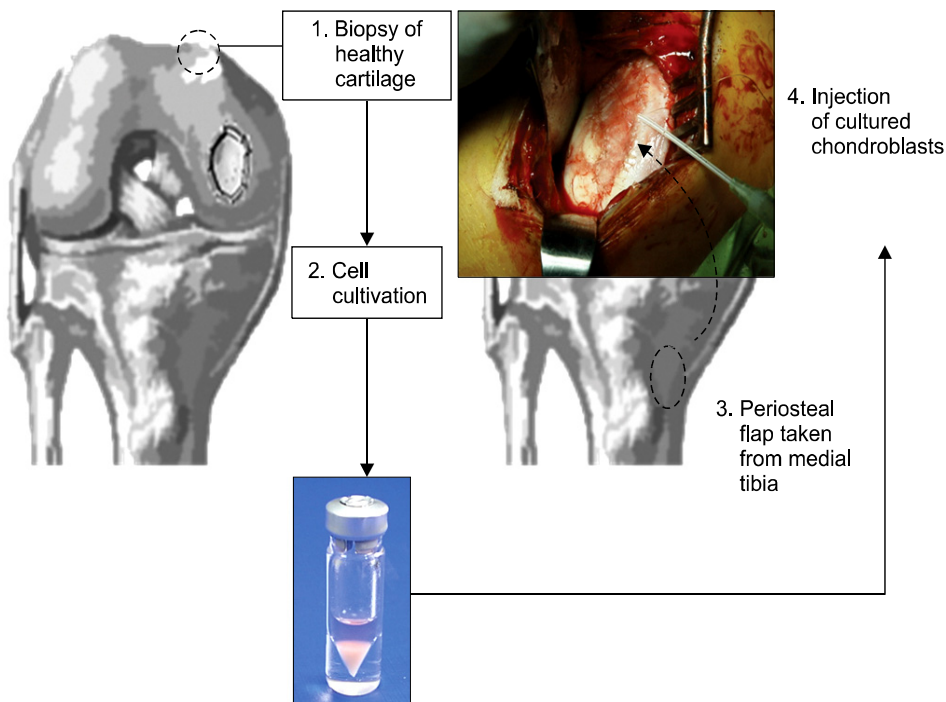 1. Biopsy of
healthy
cartilage
2. Cell
cultivation
3. Periosteal
flap taken
from medial
tibia
4. Injection
of cultured
chondroblasts